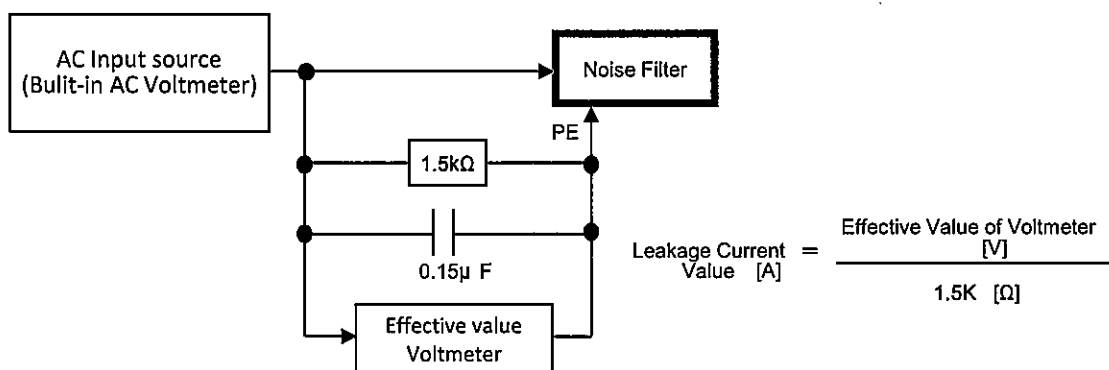 AC Input source
(Bulit-in AC Voltmeter)
Noise Filter
PE
1.5kΩ
0.15μ F
Effective value
Voltmeter
Leakage Current
Value [A]
=
Effective Value of Voltmeter
[V]
1.5K [Ω]